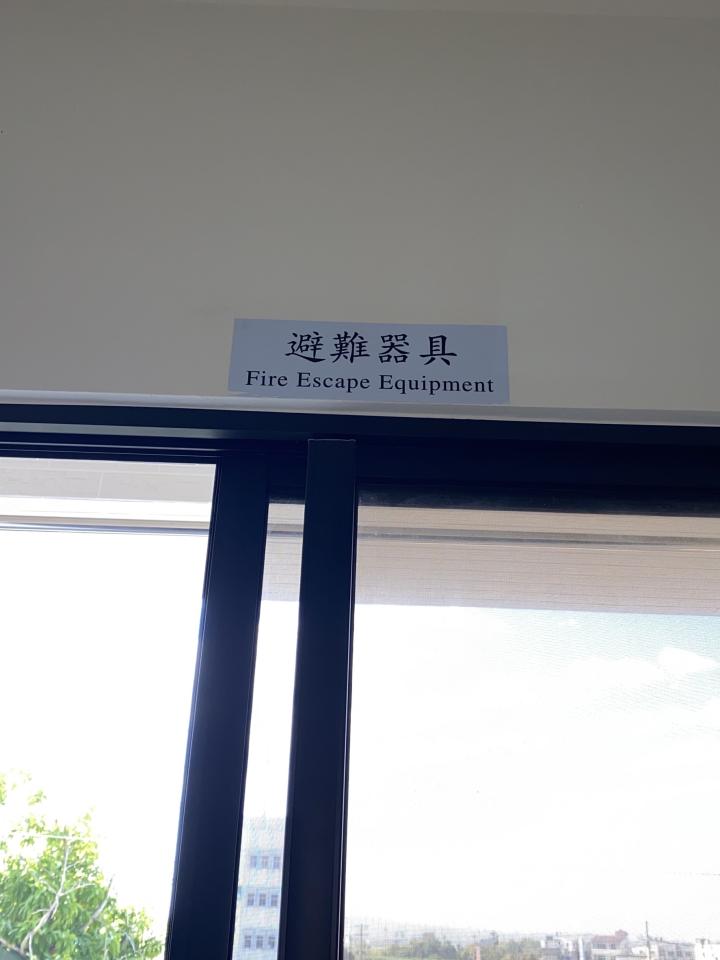 避難器具
Fire Escape Equipment